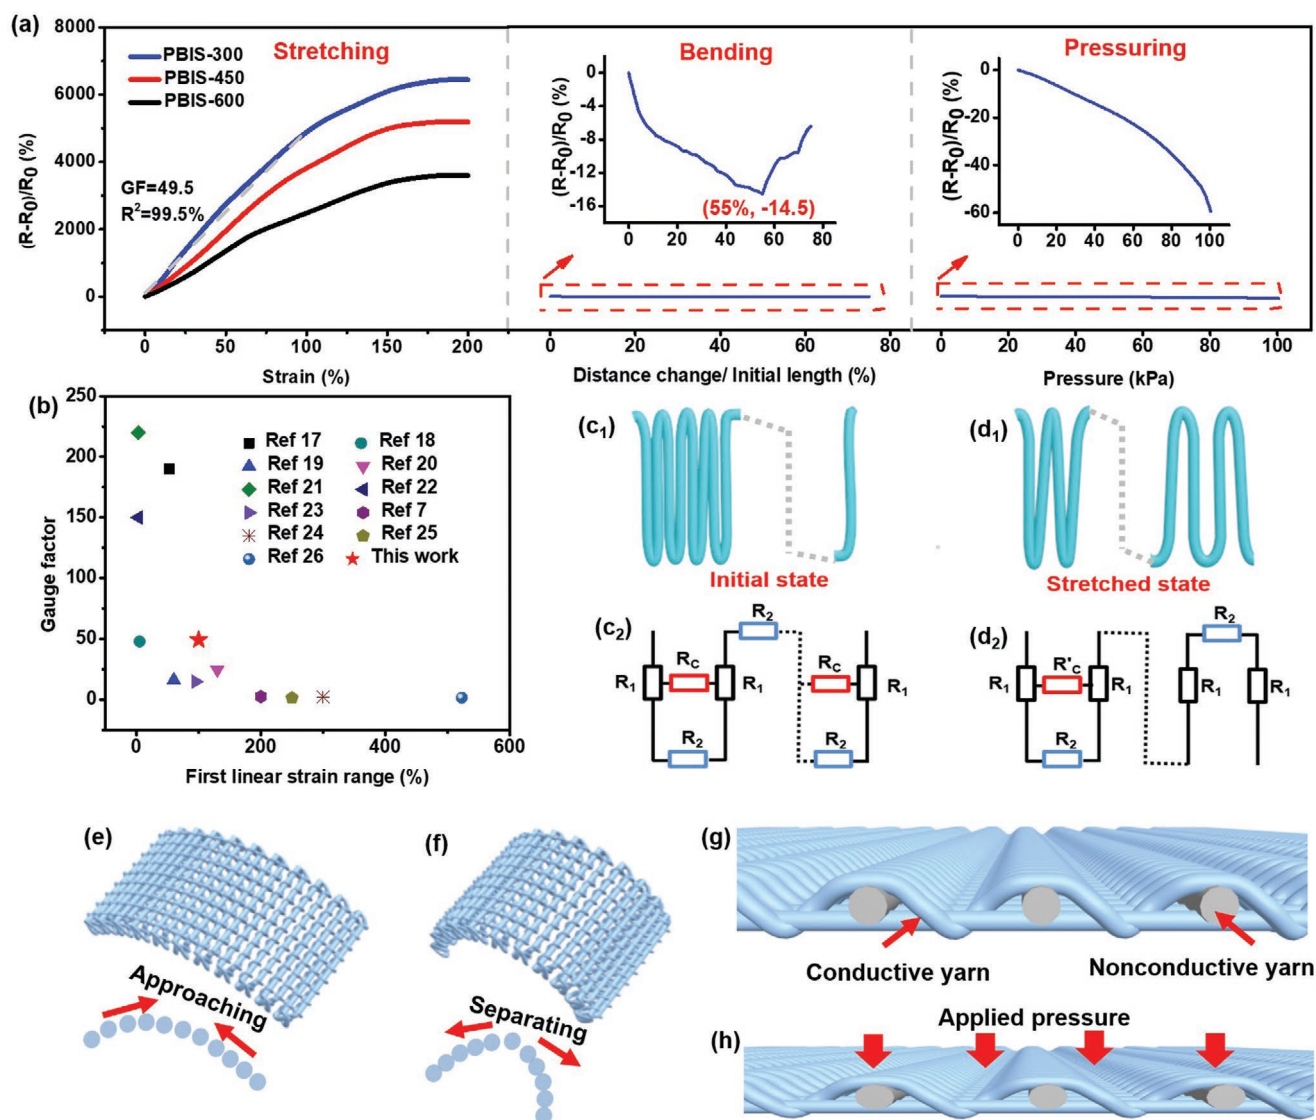 (a)
8000
6000
4000
2000
0
(R-R0)/R0 (%)
PBIS-300
PBIS-450
PBIS-600
Stretching
GF=49.5
R2=99.5%
0 50 100 150 200
Strain (%)
Bending
0
-4
-8
-12
-16
(R-R0)/R0 (%)
(55%, -14.5)
0 20 40 60 80
0 20 40 60 80
Distance change/ Initial length (%)
Pressuring
0
-20
-40
-60
(R-R0)/R0 (%)
0 20 40 60 80 100
0 20 40 60 80 100
Pressure (kPa)
(b)
250
200
150
100
50
0
Gauge factor
Ref 17 Ref 18
Ref 19 Ref 20
Ref 21 Ref 22
Ref 23 Ref 7
Ref 24 Ref 25
Ref 26 This work
0 200 400 600
First linear strain range (%)
(c1)
Initial state
(d1)
Stretched state
(c2)
R2
R1 RC R1 RC R1
R2 R2
(d2)
R2
R1 R'C R1 R1 R1
R2
(e)
Approaching
(f)
Separating
(g)
Conductive yarn
Nonconductive yarn
Applied pressure
(h)